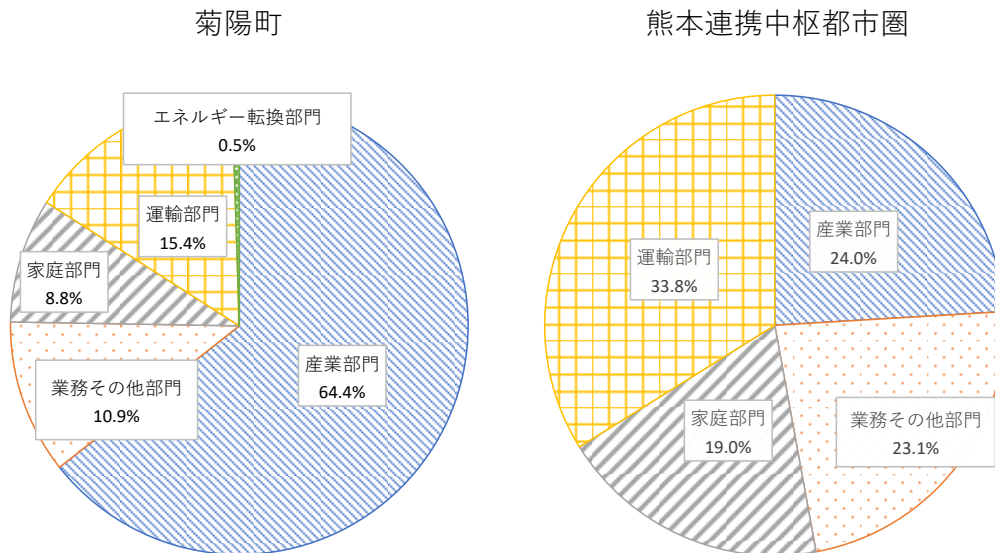 菊陽町
エネルギー転換部門
0.5%
運輸部門
15.4%
家庭部門
8.8%
業務その他部門
10.9%
産業部門
64.4%
熊本連携中枢都市圏
産業部門
24.0%
運輸部門
33.8%
家庭部門
19.0%
業務その他部門
23.1%